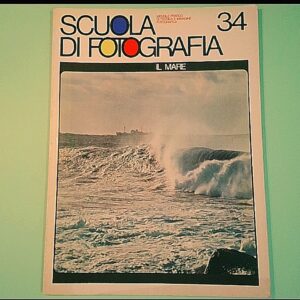 SCUOLA
DI FOTOGRAFIA
34
IL MARE